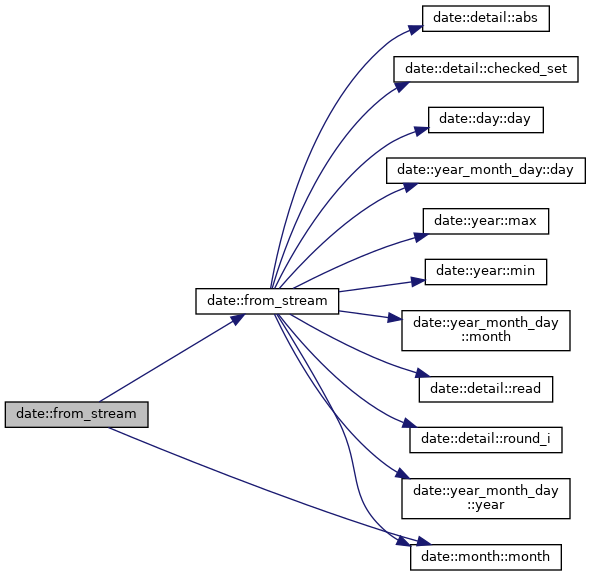 date::detail::abs
date::detail::checked_set
date::day::day
date::year_month_day::day
date::year::max
date::year::min
date::from_stream
date::year_month_day
::month
date::detail::read
date::from_stream
date::detail::round_i
date::year_month_day
::year
date::month::month